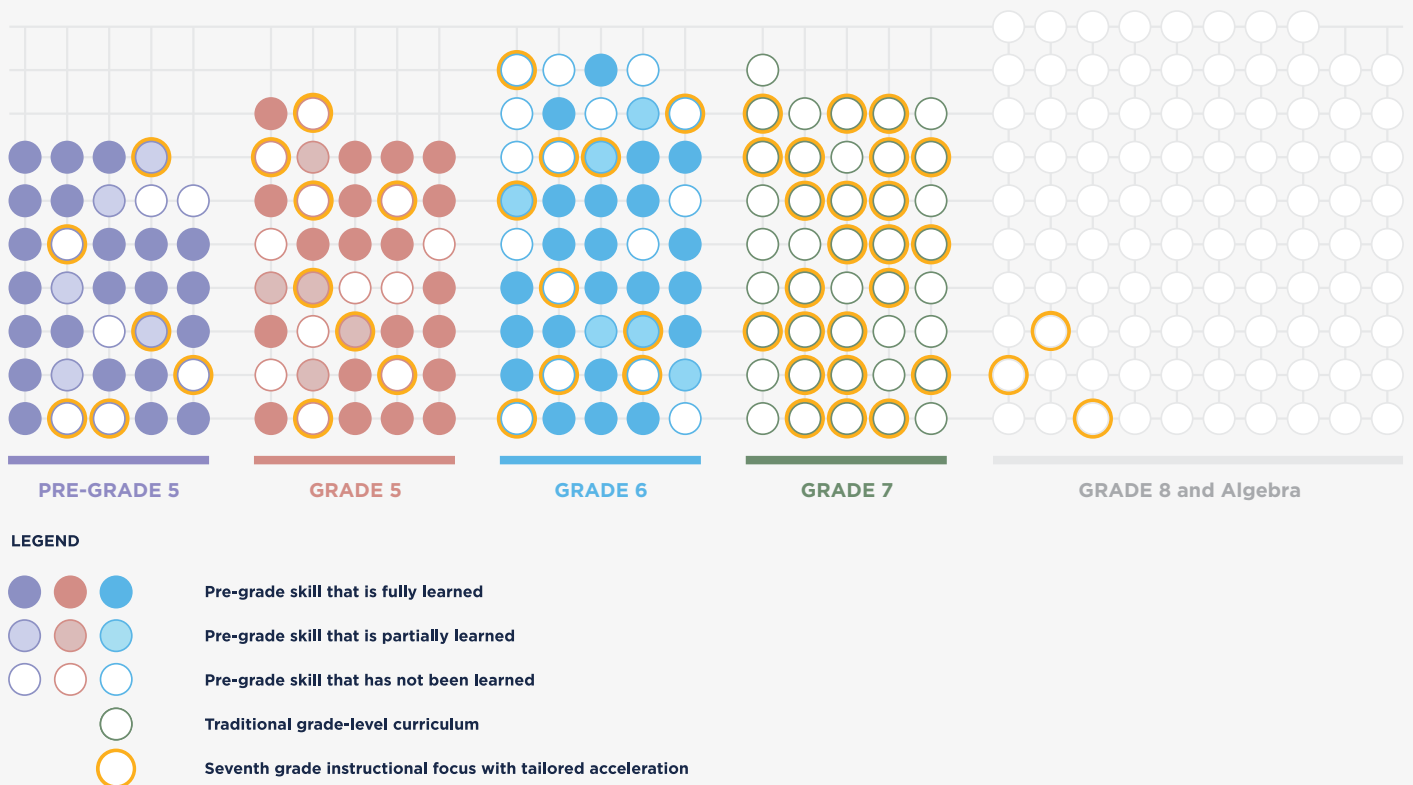 PRE-GRADE 5
GRADE 5
GRADE 6
GRADE 7
GRADE 8 and Algebra
LEGEND
Pre-grade skill that is fully learned
Pre-grade skill that is partially learned
Pre-grade skill that has not been learned
Traditional grade-level curriculum
Seventh grade instructional focus with tailored acceleration